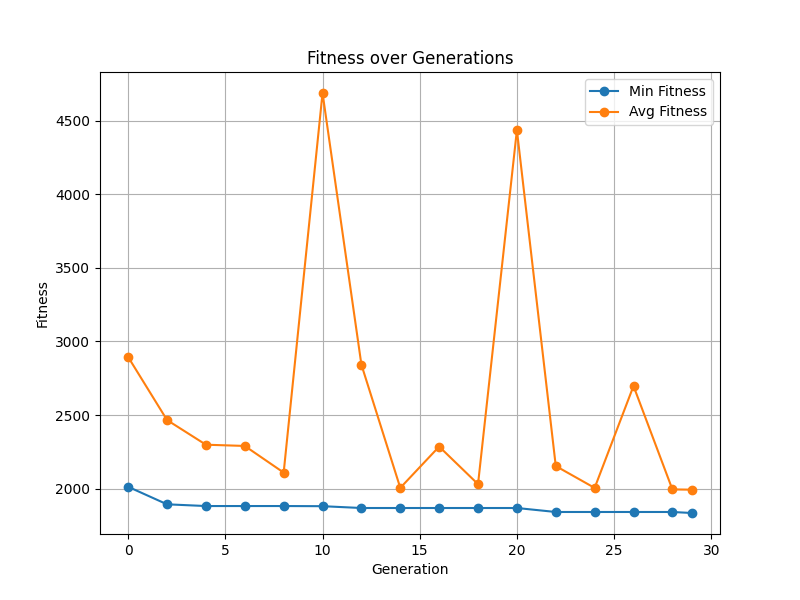 Fitness over Generations
Min Fitness
Avg Fitness
4500
4000
3500
3000
2500
2000
Fitness
0 5 10 15 20 25 30
Generation